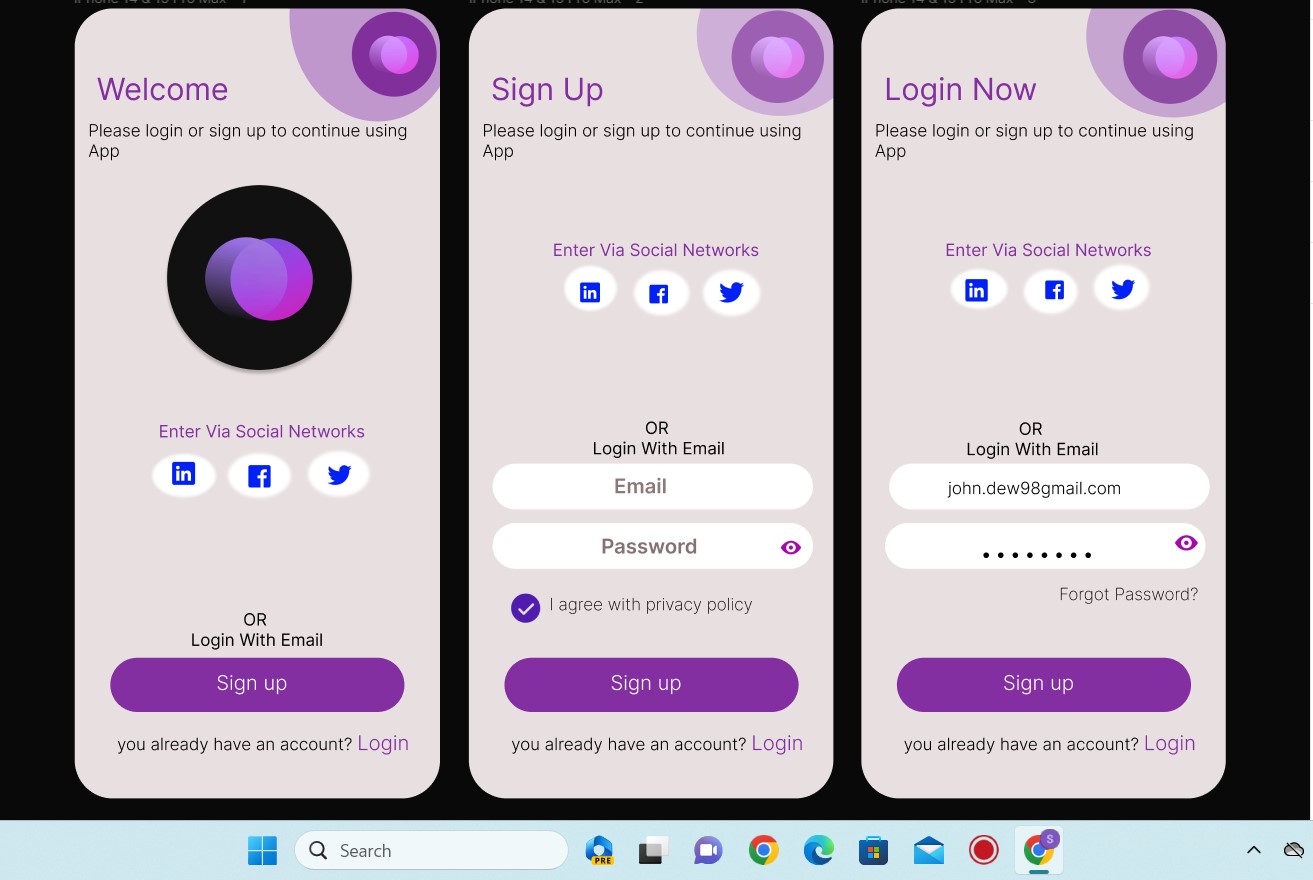 Welcome
Please login or sign up to continue using
App
Enter Via Social Networks
in
OR
Login With Email
Sign up
you already have an account? Login
Sign Up
Please login or sign up to continue using
App
Enter Via Social Networks
in
OR
Login With Email
Email
Password
I agree with privacy policy
Sign up
you already have an account? Login
Login Now
Please login or sign up to continue using
App
Enter Via Social Networks
in
OR
Login With Email
john.dew98gmail.com
Forgot Password?
Sign up
you already have an account? Login
Search
PRE
S